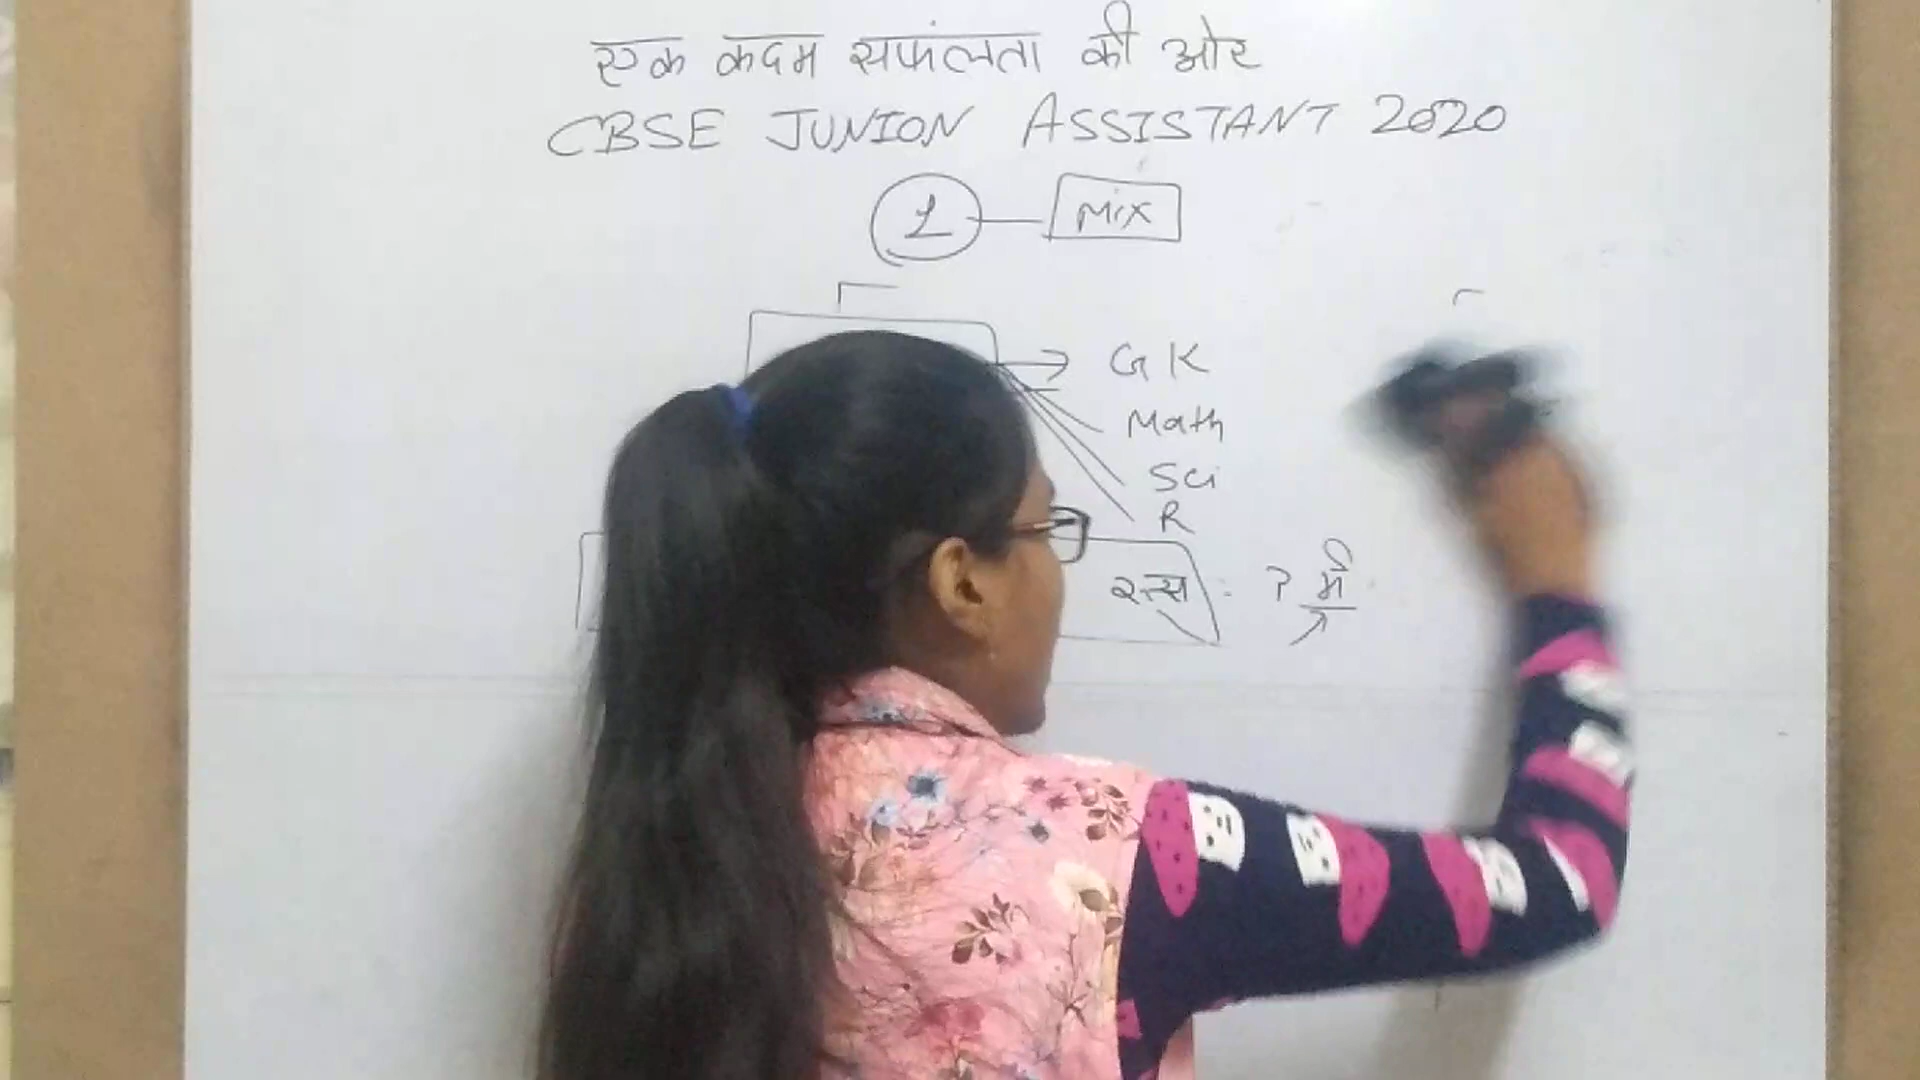 एक कदम सफलता की ओर
CBSE JUNION ASSISTANT 2020
1 Mix
GK
Math
Sci
R
? में